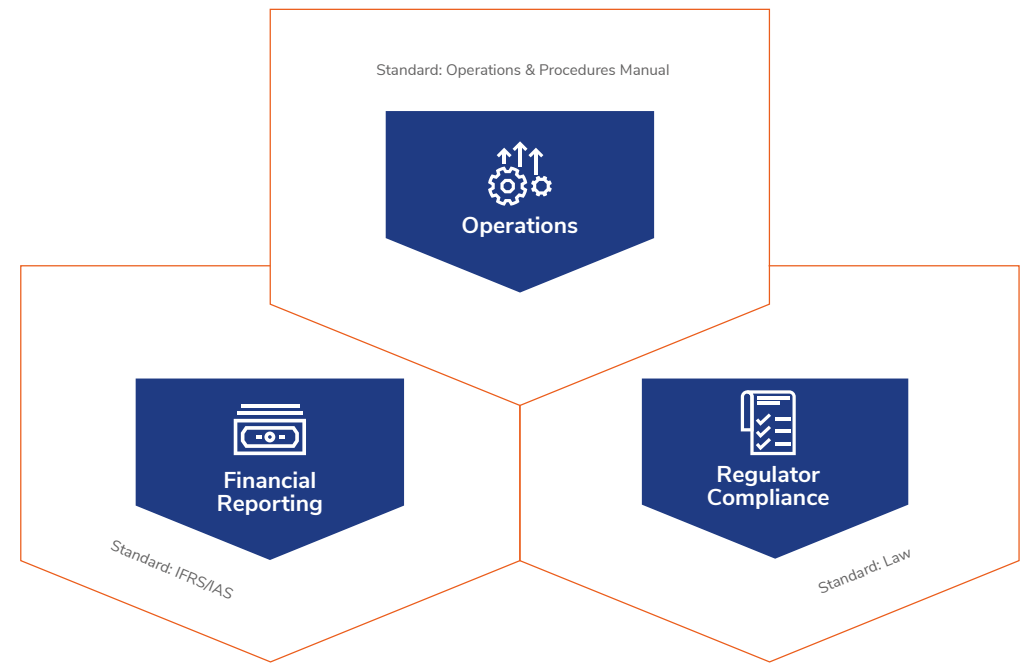 Standard: Operations & Procedures Manual
Operations
Financial
Reporting
Standard: IFRS/IAS
Regulator
Compliance
Standard: Law